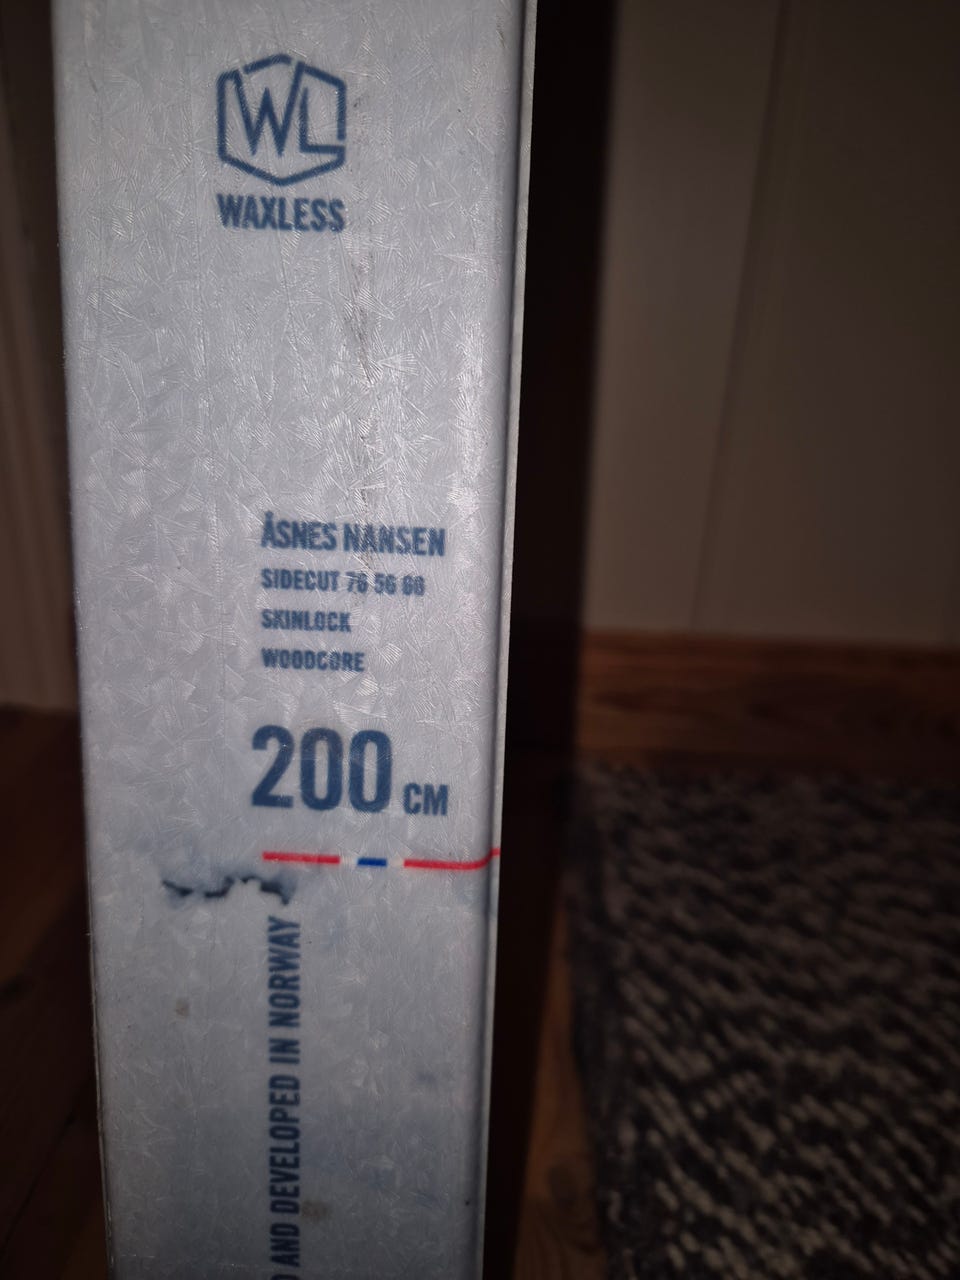 WL
WAXLESS
ÅSNES NANSEN
SIDECUT 76 56 66
SKINLOCK
WOODCORE
200 CM
AND DEVELOPED IN NORWAY